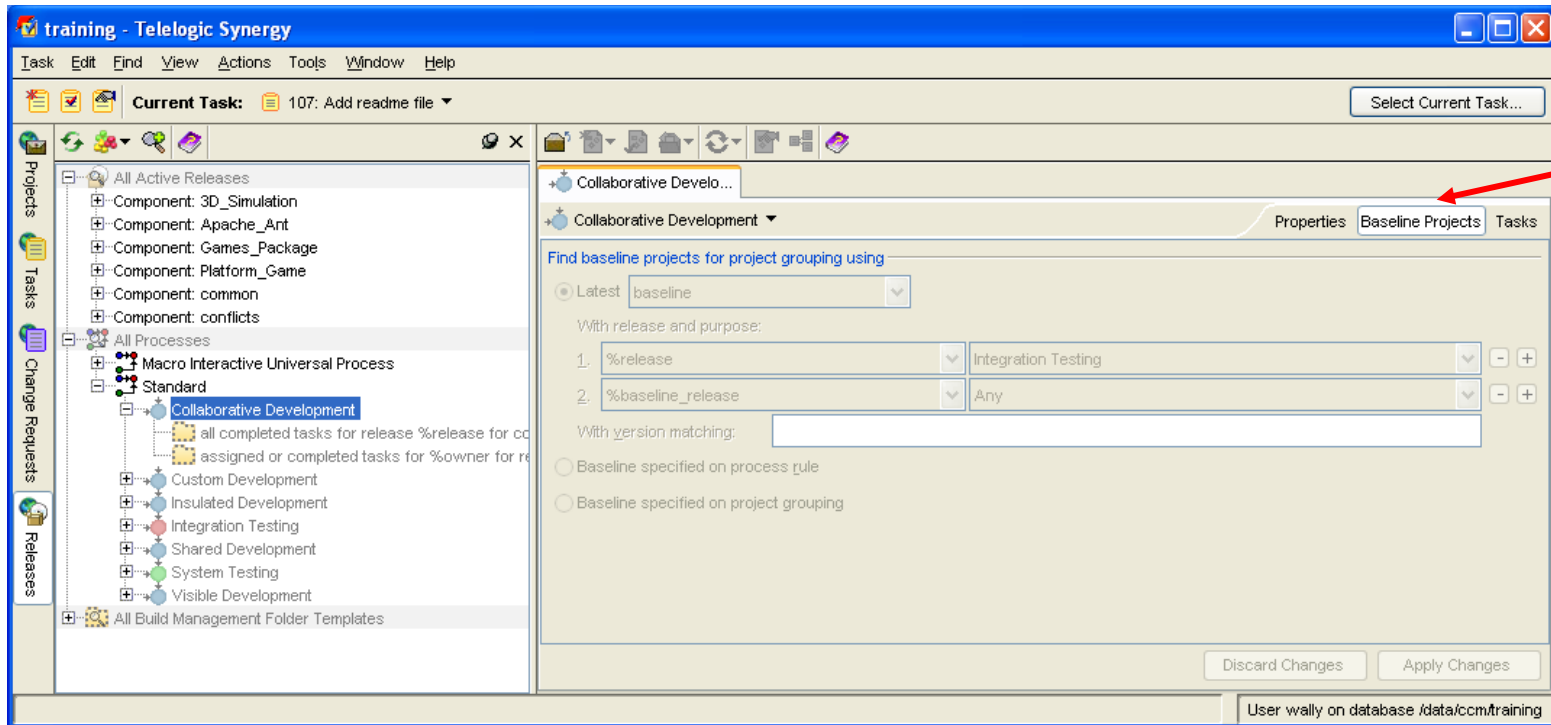 training - Telelogic Synergy
Task Edit Find View Actions Tools Window Help
Current Task: 107: Add readme file Select Current Task...
Projects
Tasks
Change Requests
Releases
All Active Releases
Component: 3D_Simulation
Component: Apache_Ant
Component: Games_Package
Component: Platform_Game
Component: common
Component: conflicts
All Processes
Macro Interactive Universal Process
Standard
Collaborative Development
all completed tasks for release %release for co
assigned or completed tasks for %owner for re
Custom Development
Insulated Development
Integration Testing
Shared Development
System Testing
Visible Development
All Build Management Folder Templates
Collaborative Develo...
Collaborative Development Properties Baseline Projects Tasks
Find baseline projects for project grouping using
Latest baseline
With release and purpose:
1. %release Integration Testing
2. %baseline_release Any
With version matching:
Baseline specified on process rule
Baseline specified on project grouping
Discard Changes Apply Changes
User wally on database /data/ccm/training